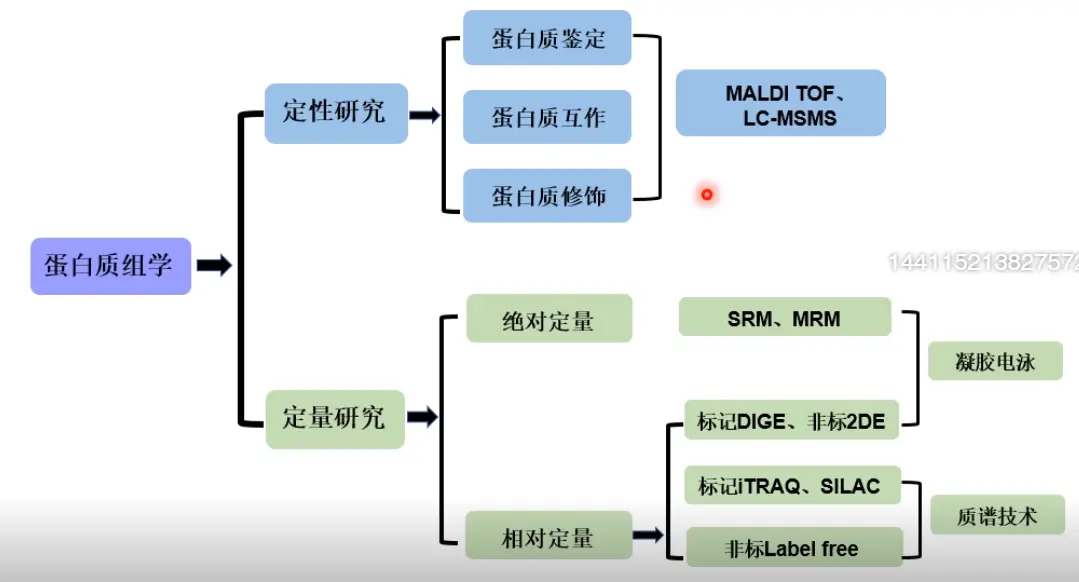 蛋白质鉴定
定性研究
蛋白质互作
MALDI TOF、
LC-MSMS
蛋白质修饰
蛋白质组学
144115213827572
绝对定量
SRM、MRM
凝胶电泳
定量研究
标记DIGE、非标2DE
标记iTRAQ、SILAC
质谱技术
相对定量
非标Label free